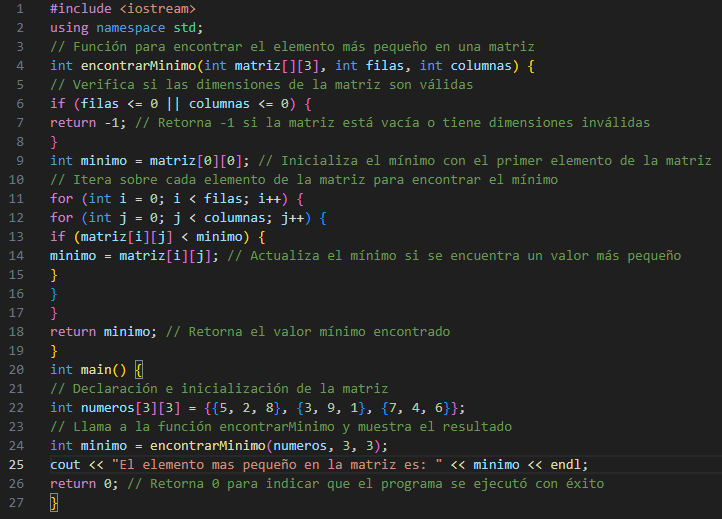 1 #include <iostream>
2 using namespace std;
3 // Función para encontrar el elemento más pequeño en una matriz
4 int encontrarMinimo(int matriz[][3], int filas, int columnas) {
5 // Verifica si las dimensiones de la matriz son válidas
6 if (filas <= 0 || columnas <= 0) {
7 return -1; // Retorna -1 si la matriz está vacía o tiene dimensiones inválidas
8 }
9 int minimo = matriz[0][0]; // Inicializa el mínimo con el primer elemento de la matriz
10 // Itera sobre cada elemento de la matriz para encontrar el mínimo
11 for (int i = 0; i < filas; i++) {
12 for (int j = 0; j < columnas; j++) {
13 if (matriz[i][j] < minimo) {
14 minimo = matriz[i][j]; // Actualiza el mínimo si se encuentra un valor más pequeño
15 }
16 }
17 }
18 return minimo; // Retorna el valor mínimo encontrado
19 }
20 int main() {
21 // Declaración e inicialización de la matriz
22 int numeros[3][3] = {{5, 2, 8}, {3, 9, 1}, {7, 4, 6}};
23 // Llama a la función encontrarMinimo y muestra el resultado
24 int minimo = encontrarMinimo(numeros, 3, 3);
25 cout << "El elemento mas pequeño en la matriz es: " << minimo << endl;
26 return 0; // Retorna 0 para indicar que el programa se ejecutó con éxito
27 }